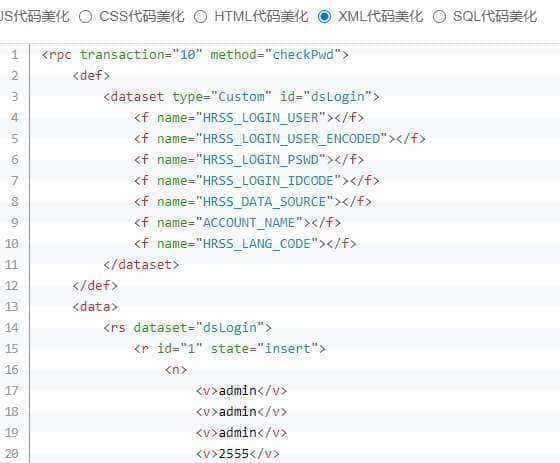 JS代码美化 CSS代码美化 HTML代码美化 XML代码美化 SQL代码美化
1 <rpc transaction="10" method="checkPwd">
2 <def>
3 <dataset type="Custom" id="dsLogin">
4 <f name="HRSS_LOGIN_USER"></f>
5 <f name="HRSS_LOGIN_USER_ENCODED"></f>
6 <f name="HRSS_LOGIN_PSWD"></f>
7 <f name="HRSS_LOGIN_IDCODE"></f>
8 <f name="HRSS_DATA_SOURCE"></f>
9 <f name="ACCOUNT_NAME"></f>
10 <f name="HRSS_LANG_CODE"></f>
11 </dataset>
12 </def>
13 <data>
14 <rs dataset="dsLogin">
15 <r id="1" state="insert">
16 <n>
17 <v>admin</v>
18 <v>admin</v>
19 <v>admin</v>
20 <v>2555</v>